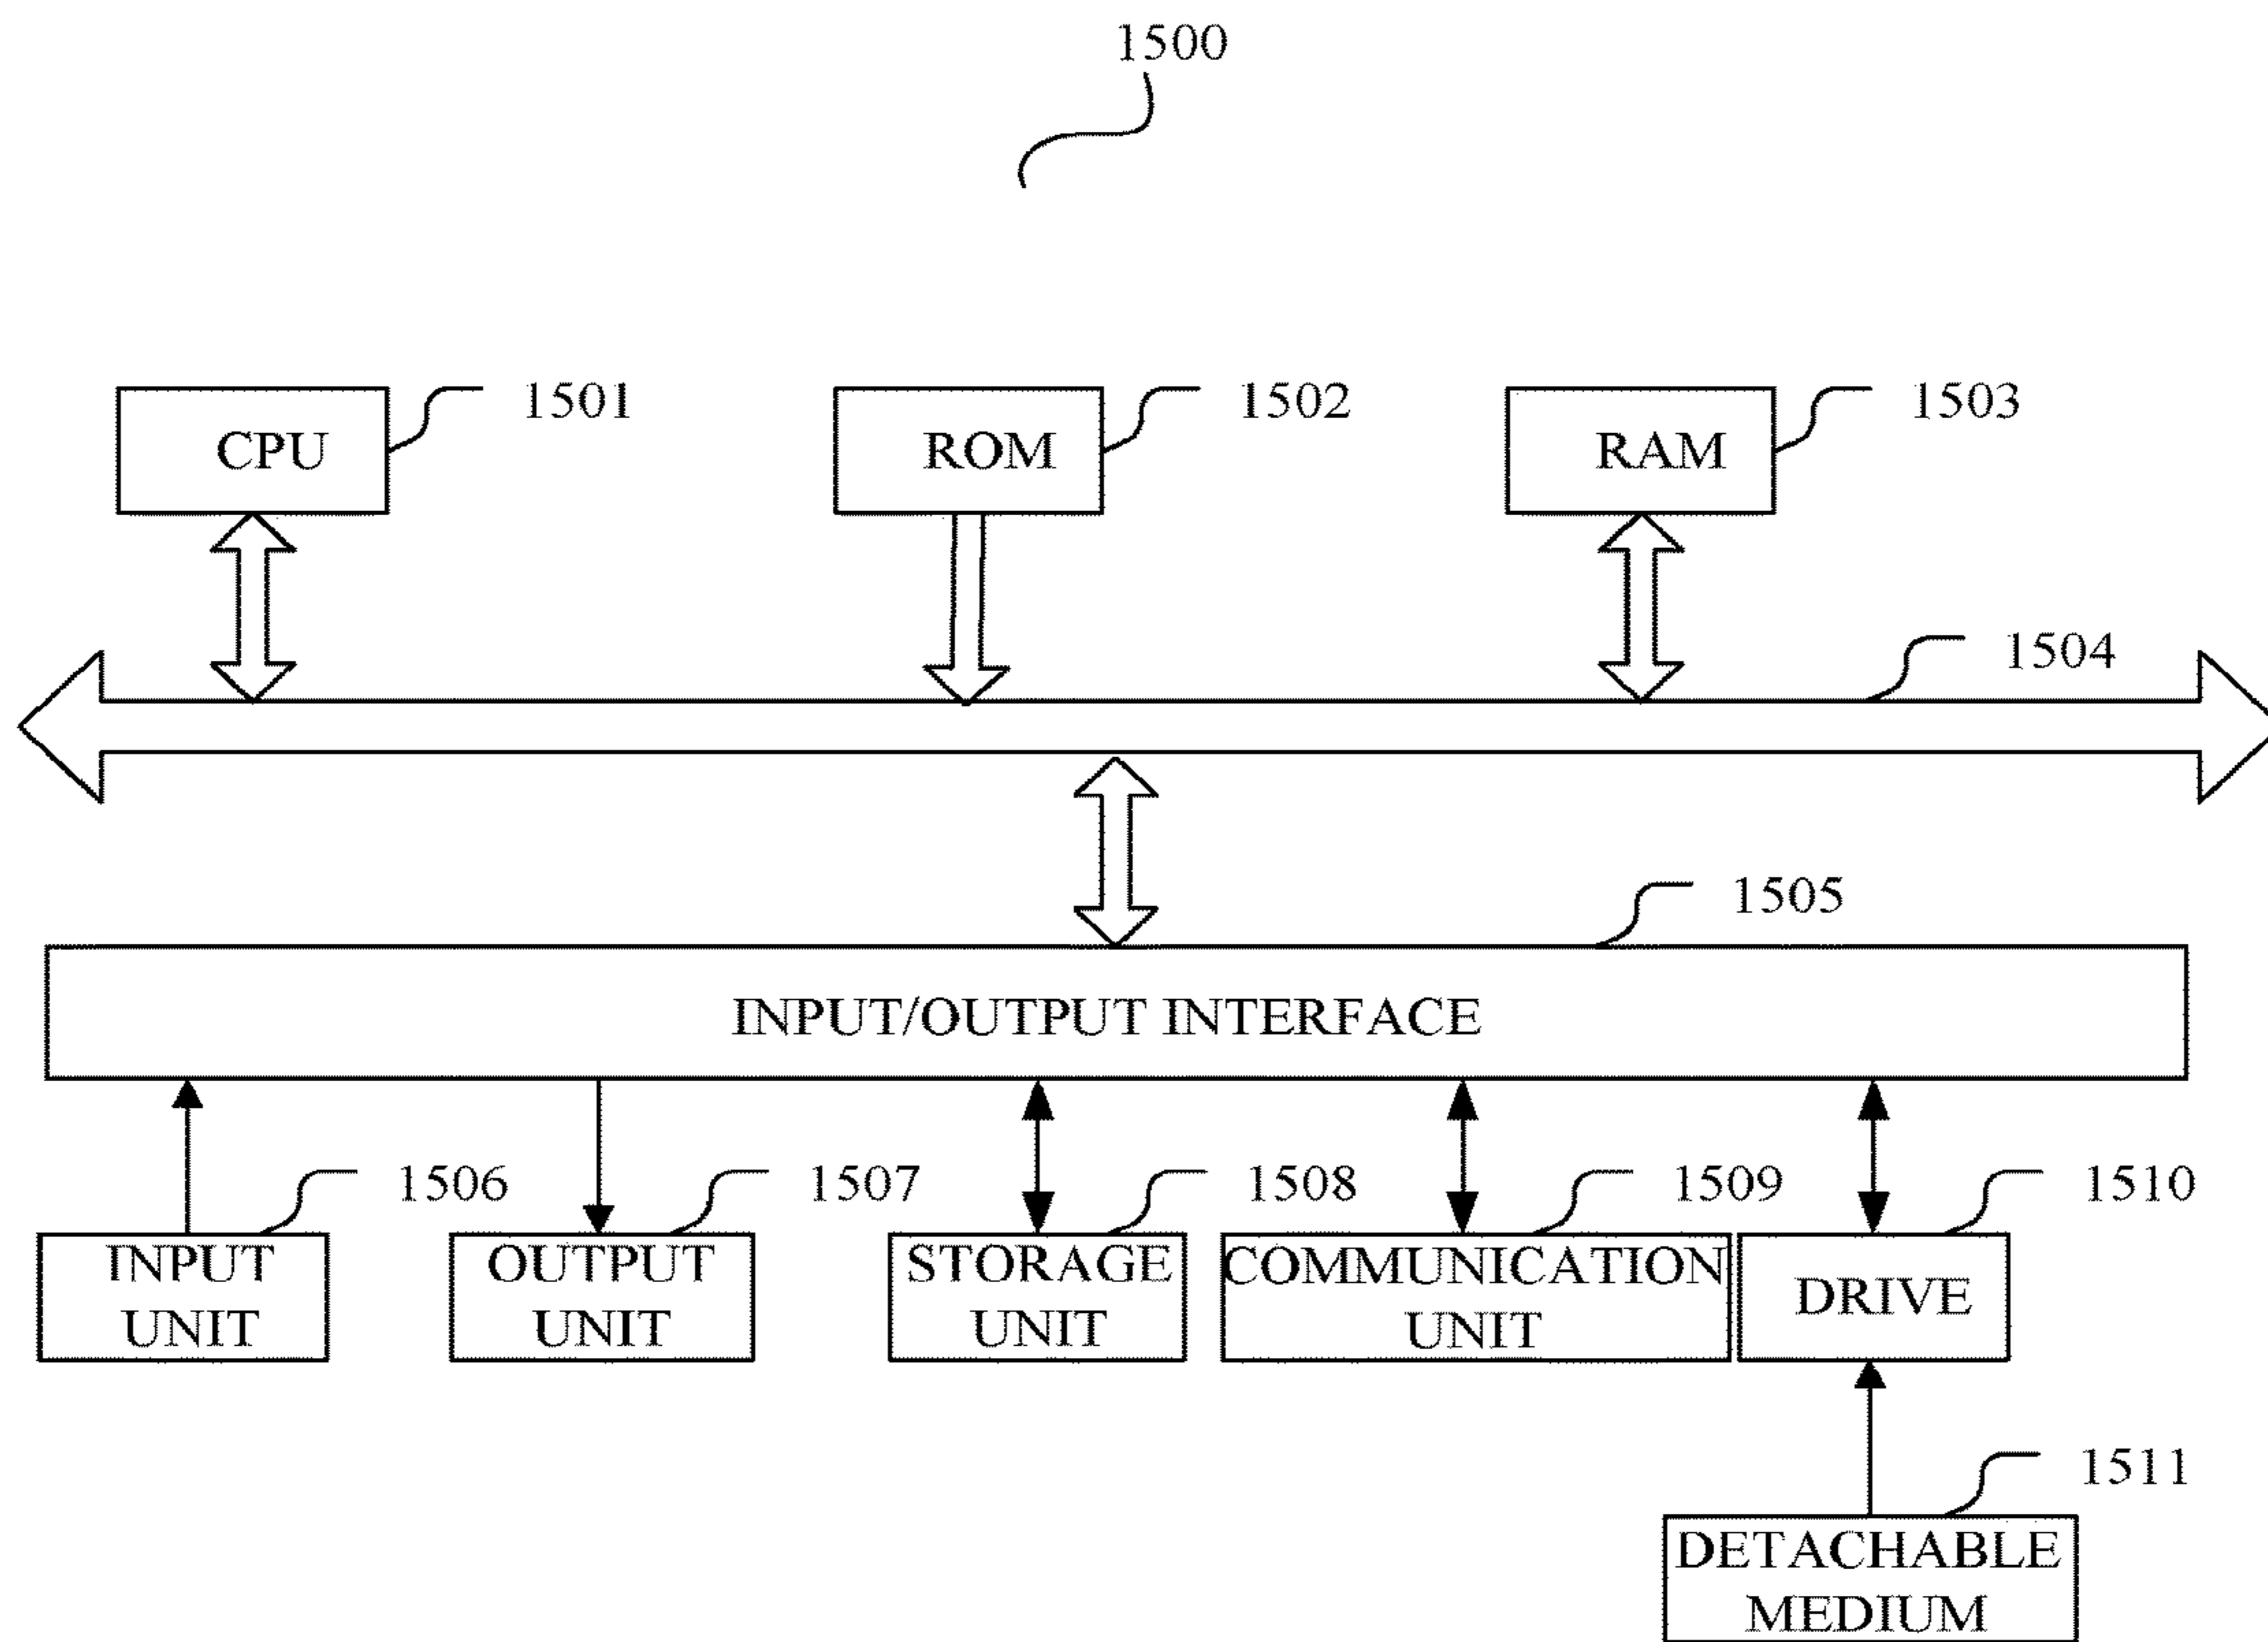 1500
1501
1502
1503
CPU
ROM
RAM
1504
1505
INPUT/OUTPUT INTERFACE
1506
1507
1508
1509
1510
INPUT
UNIT
OUTPUT
UNIT
STORAGE
UNIT
COMMUNICATION
UNIT
DRIVE
1511
DETACHABLE
MEDIUM